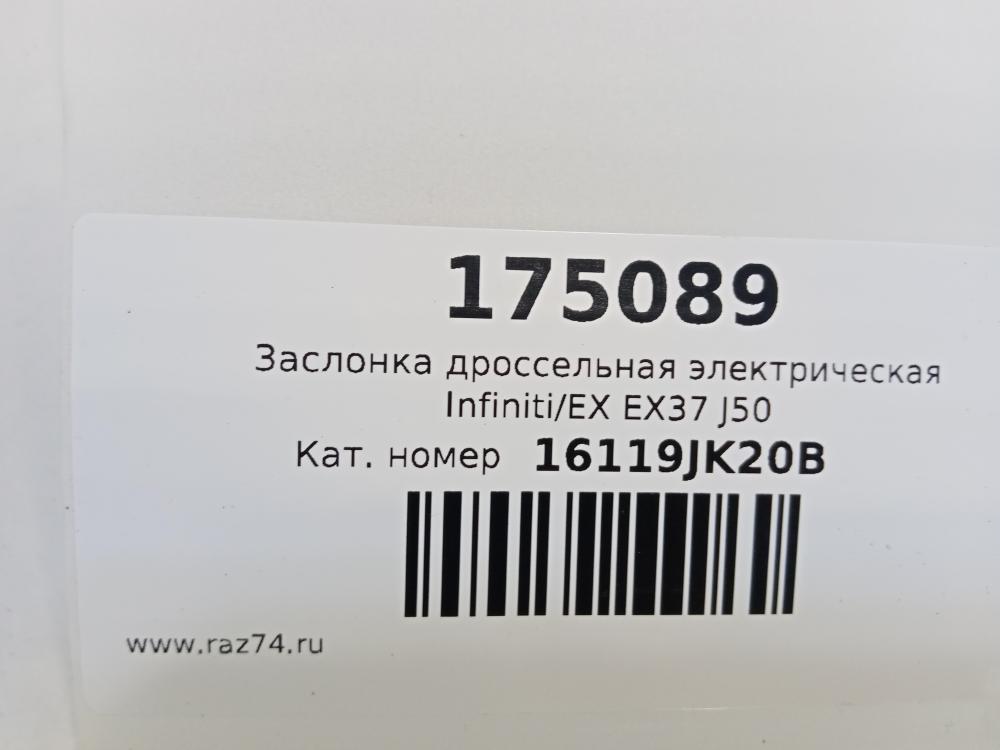 175089
Заслонка дроссельная электрическая
Infiniti/EX EX37 J50
Кат. номер 16119JK20B
www.raz74.ru